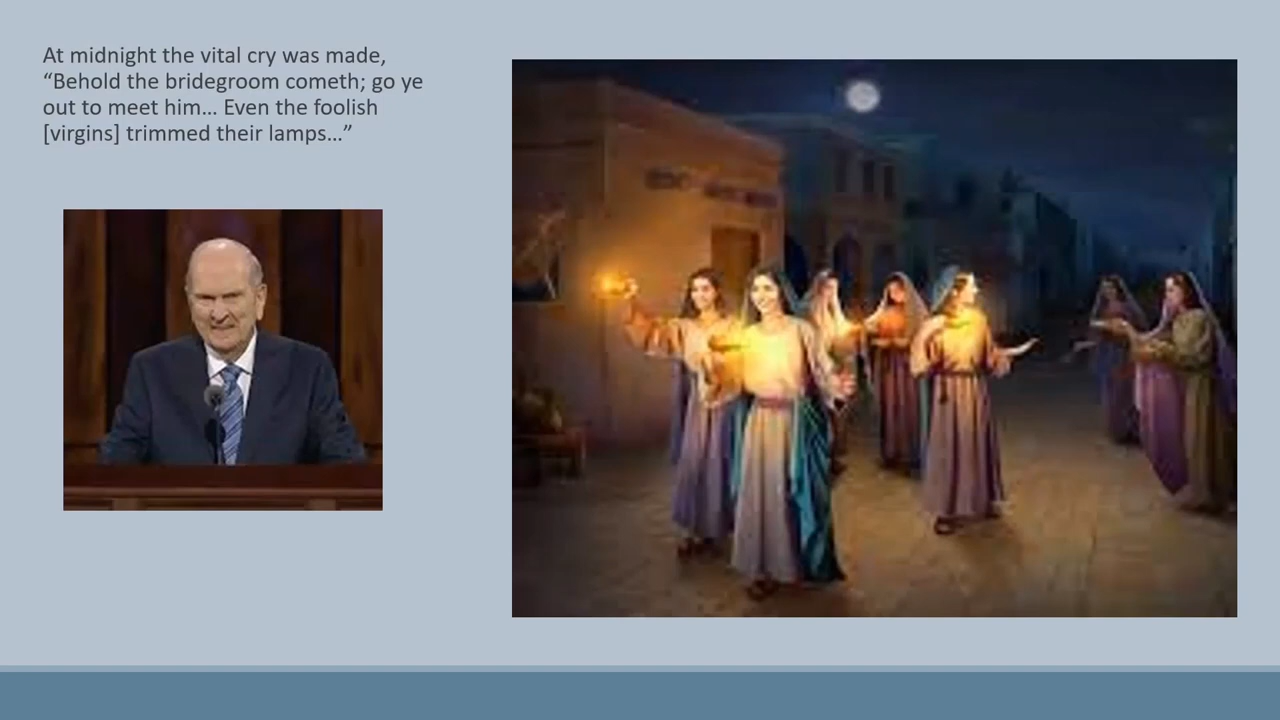 At midnight the vital cry was made,
“Behold the bridegroom cometh; go ye
out to meet him… Even the foolish
[virgins] trimmed their lamps…”